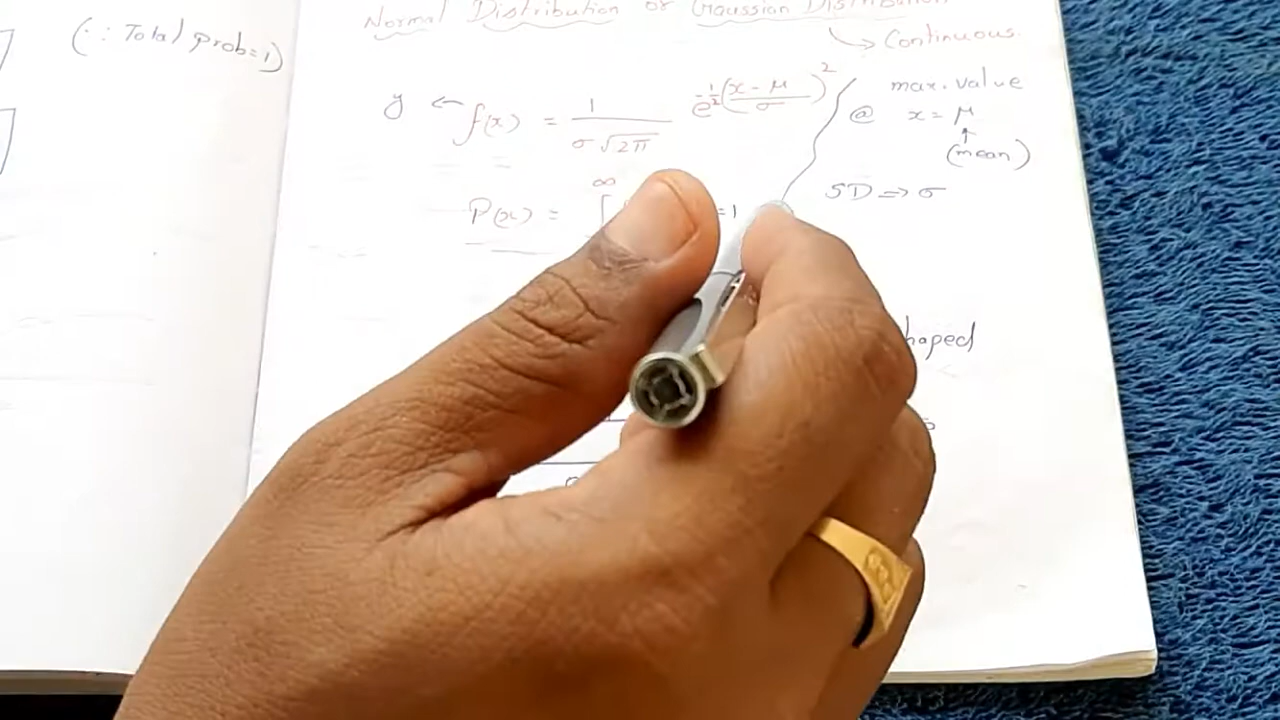 (∵ Total prob=1)
Normal Distribution or Gaussian Distribution
→ Continuous.
y ← f(x) = 1/(σ√2π) e^(-1/2((x-μ)/σ)^2)
max. value
@ x = μ
↑
(mean)
SD ⇒ σ
P(x) = ∞ =1
haped